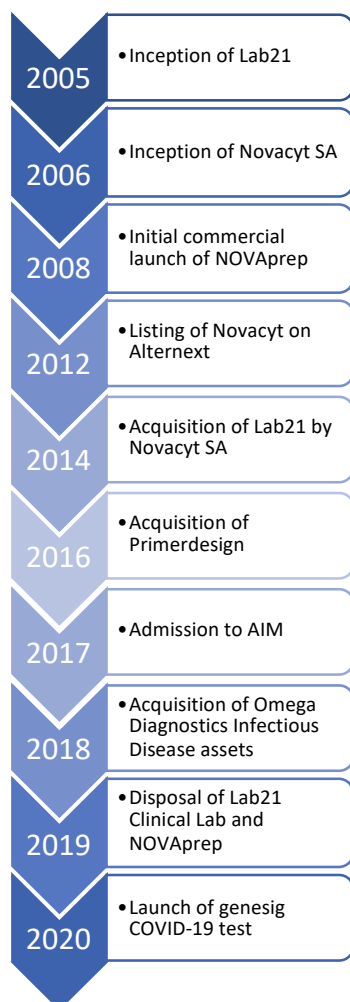 2005
•Inception of Lab21
2006
•Inception of Novacyt SA
2008
•Initial commercial
launch of NOVAprep
2012
•Listing of Novacyt on
Alternext
2014
•Acquisition of Lab21 by
Novacyt SA
2016
•Acquisition of
Primerdesign
2017
•Admission to AIM
2018
•Acquisition of Omega
Diagnostics Infectious
Disease assets
2019
•Disposal of Lab21
Clinical Lab and
NOVAprep
2020
•Launch of genesig
COVID-19 test